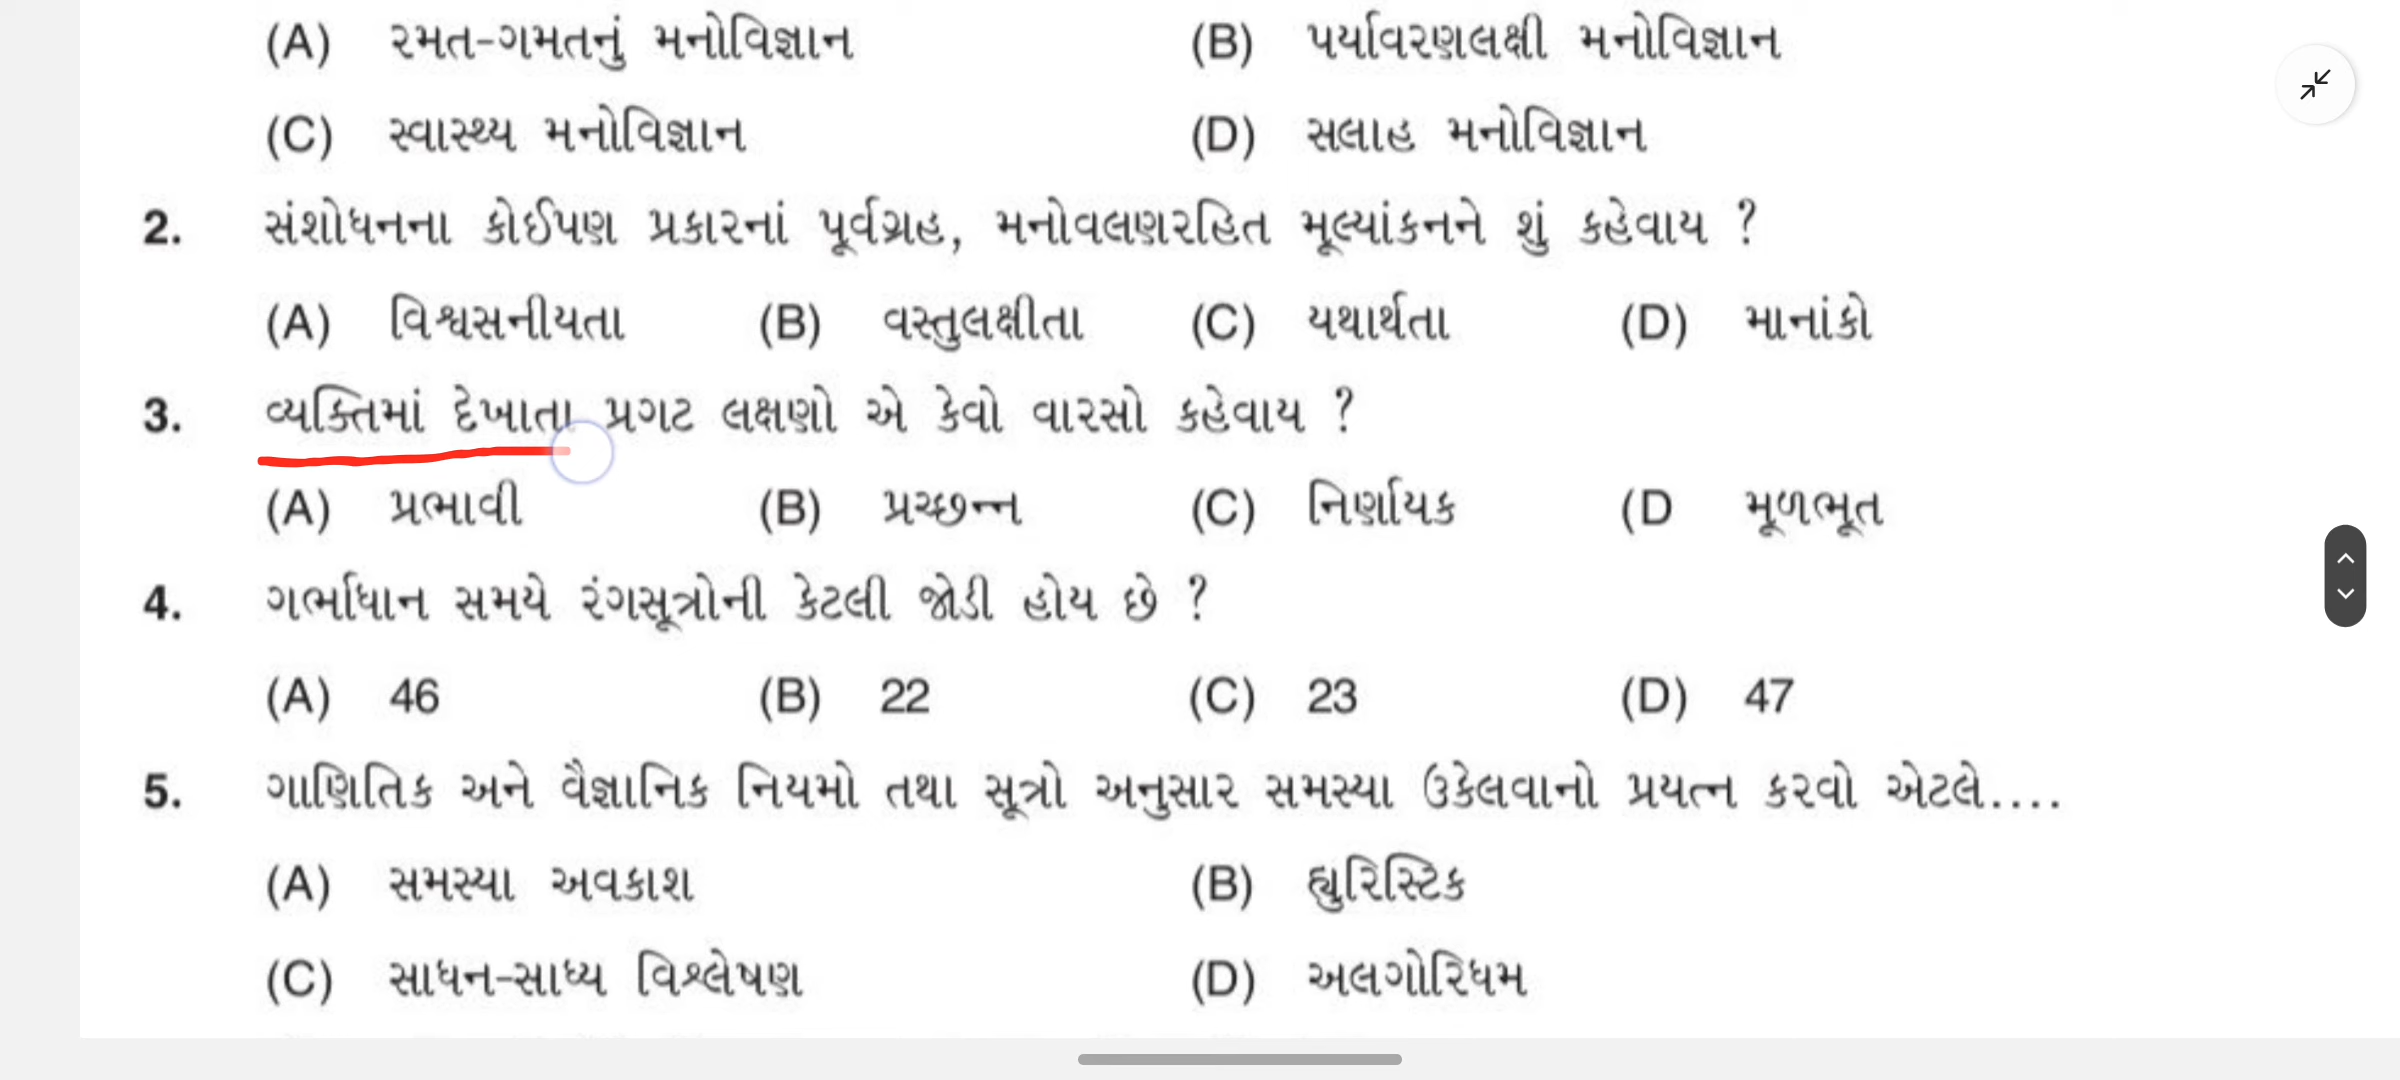 (A) રમત-ગમતનું મનોવિજ્ઞાન (B) પર્યાવરણલક્ષી મનોવિજ્ઞાન
(C) સ્વાસ્થ્ય મનોવિજ્ઞાન (D) સલાહ મનોવિજ્ઞાન
2. સંશોધનના કોઈપણ પ્રકારનાં પૂર્વગ્રહ, મનોવલણરહિત મૂલ્યાંકનને શું કહેવાય ?
(A) વિશ્વસનીયતા (B) વસ્તુલક્ષીતા (C) યથાર્થતા (D) માનાંકો
3. વ્યક્તિમાં દેખાતા પ્રગટ લક્ષણો એ કેવો વારસો કહેવાય ?
(A) પ્રભાવી (B) પ્રચ્છન્ન (C) નિર્ણાયક (D મૂળભૂત
4. ગર્ભાધાન સમયે રંગસૂત્રોની કેટલી જોડી હોય છે ?
(A) 46 (B) 22 (C) 23 (D) 47
5. ગાણિતિક અને વૈજ્ઞાનિક નિયમો તથા સૂત્રો અનુસાર સમસ્યા ઉકેલવાનો પ્રયત્ન કરવો એટલે....
(A) સમસ્યા અવકાશ (B) હ્યુરિસ્ટિક
(C) સાધન-સાધ્ય વિશ્લેષણ (D) અલગોરિધમ